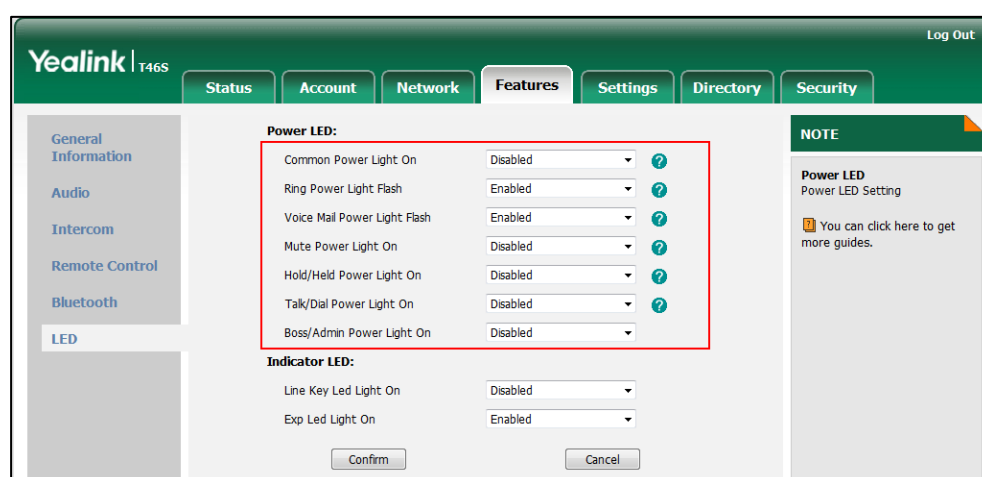 Log Out
Yealink | T46S
Status Account Network Features Settings Directory Security
General
Information
Audio
Intercom
Remote Control
Bluetooth
LED
Power LED:
Common Power Light On Disabled ?
Ring Power Light Flash Enabled ?
Voice Mail Power Light Flash Enabled ?
Mute Power Light On Disabled ?
Hold/Held Power Light On Disabled ?
Talk/Dial Power Light On Disabled ?
Boss/Admin Power Light On Disabled
Indicator LED:
Line Key Led Light On Disabled
Exp Led Light On Enabled
Confirm Cancel
NOTE
Power LED
Power LED Setting
? You can click here to get
more guides.